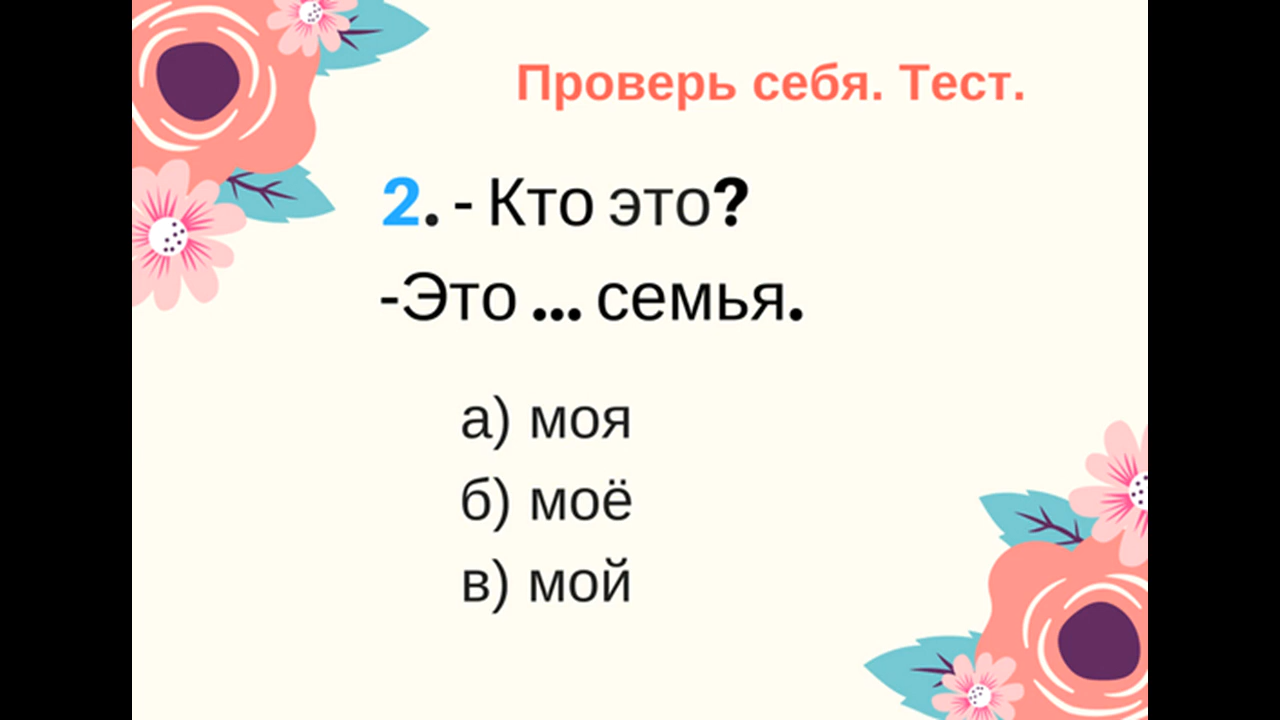 Проверь себя. Тест.
2. - Кто это?
-Это ... семья.
а) моя
б) моё
в) мой